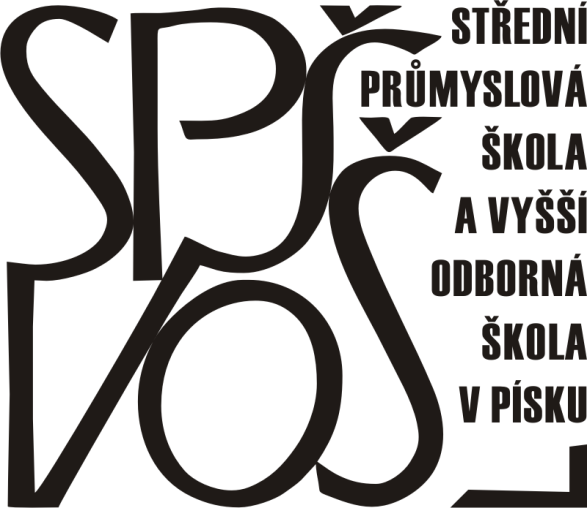 SPŠ
VOŠ
STŘEDNÍ
PRŮMYSLOVÁ
ŠKOLA
A VYŠŠÍ
ODBORNÁ
ŠKOLA
V PÍSKU